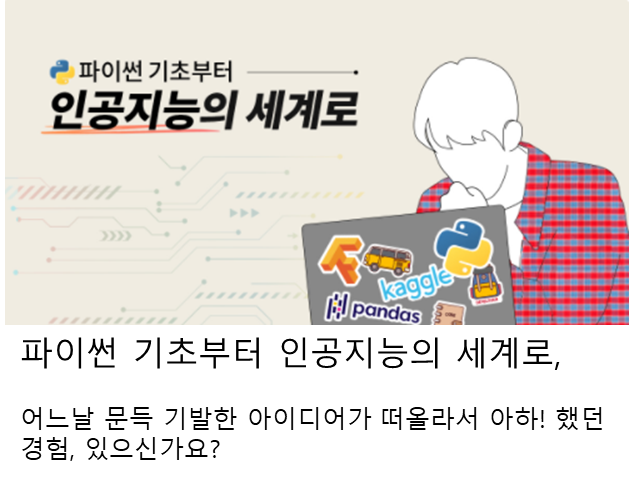 파이썬 기초부터
인공지능의 세계로
kaggle
pandas
파이썬 기초부터 인공지능의 세계로,
어느날 문득 기발한 아이디어가 떠올라서 아하! 했던
경험, 있으신가요?